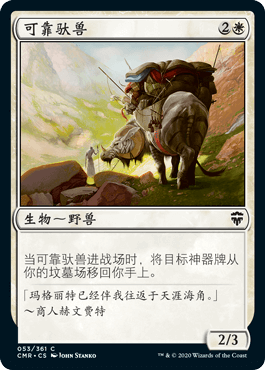 可靠驮兽 2
生物～野兽
当可靠驮兽进战场时，将目标神器牌从
你的坟墓场移回你手上。
「玛格丽特已经伴我往返于天涯海角。」
～商人赫文贾特
2/3
053/361 C
CMR • CS JOHN STANKO
™ & © 2020 Wizards of the Coast